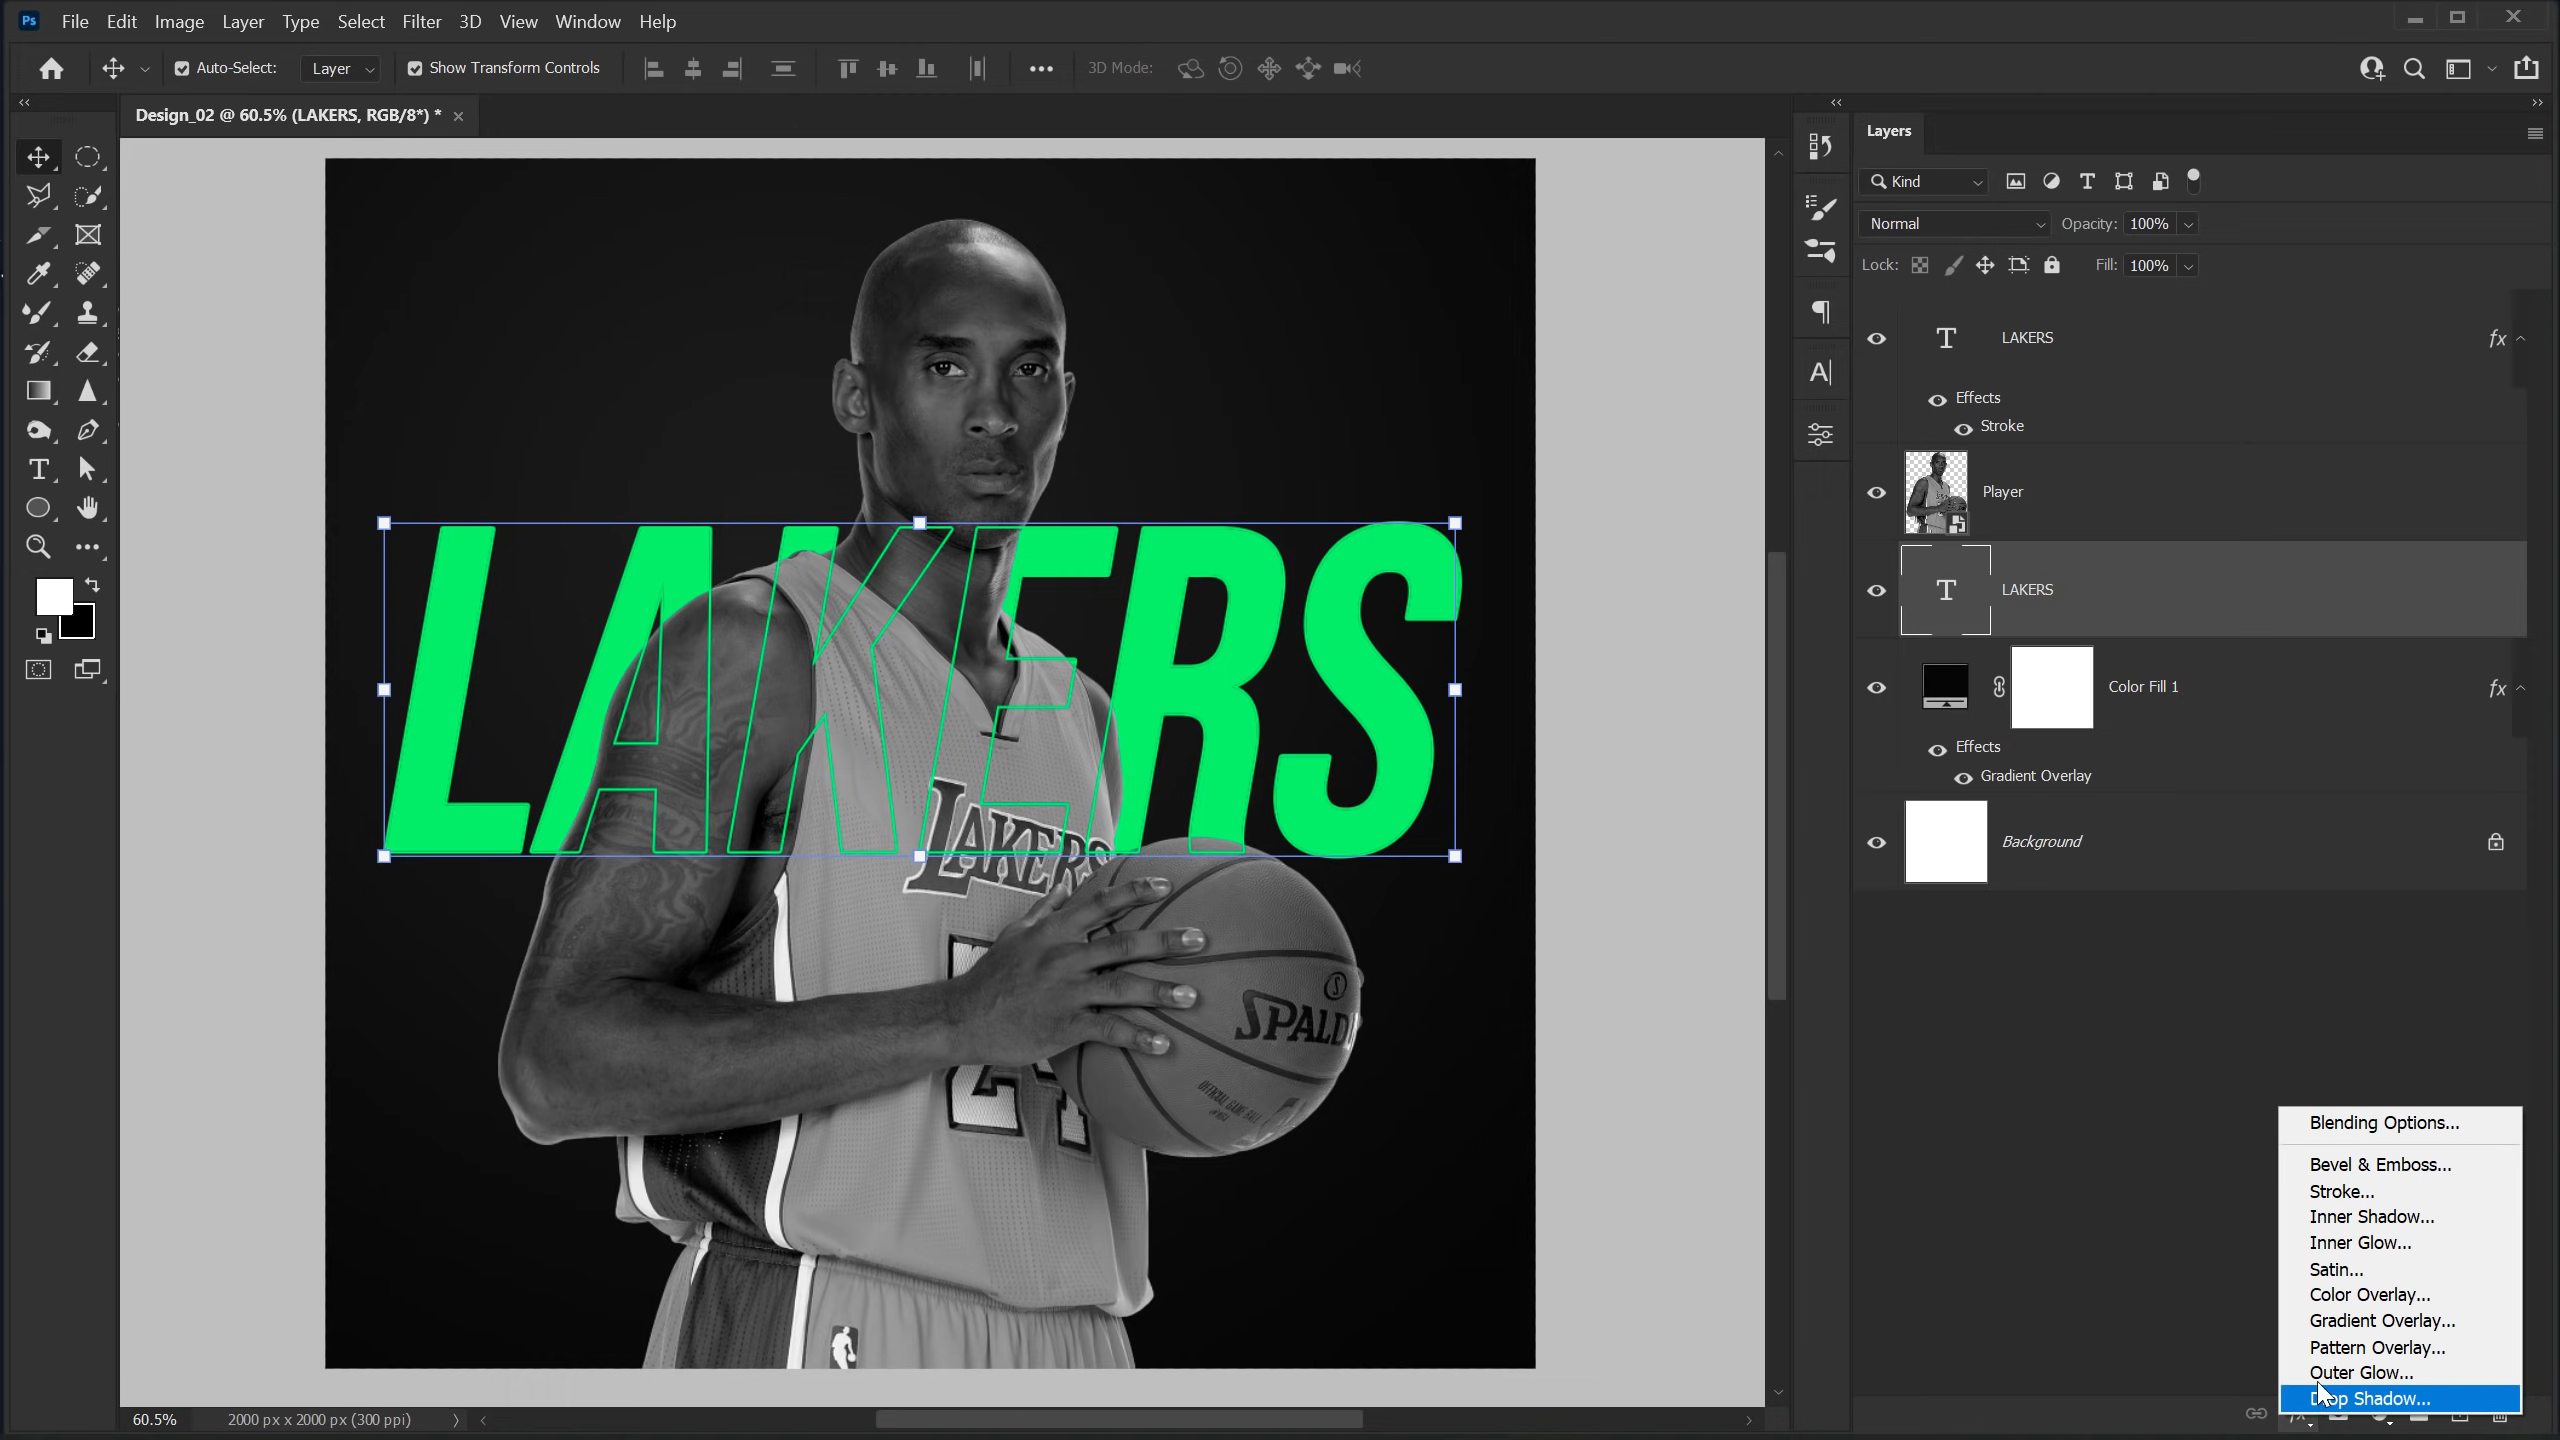 Ps File Edit Image Layer Type Select Filter 3D View Window Help
Auto-Select: Layer Show Transform Controls 3D Mode:
Design_02 @ 60.5% (LAKERS, RGB/8*) *
Layers
Kind
Normal Opacity: 100%
Lock: Fill: 100%
LAKERS fx
Effects
Stroke
Player
LAKERS
Color Fill 1 fx
Effects
Gradient Overlay
Background
LAKERS
LAKERS
SPALD
OFFICIAL GAME BALL
Blending Options...
Bevel & Emboss...
Stroke...
Inner Shadow...
Inner Glow...
Satin...
Color Overlay...
Gradient Overlay...
Pattern Overlay...
Outer Glow...
Drop Shadow...
60.5% 2000 px x 2000 px (300 ppi)